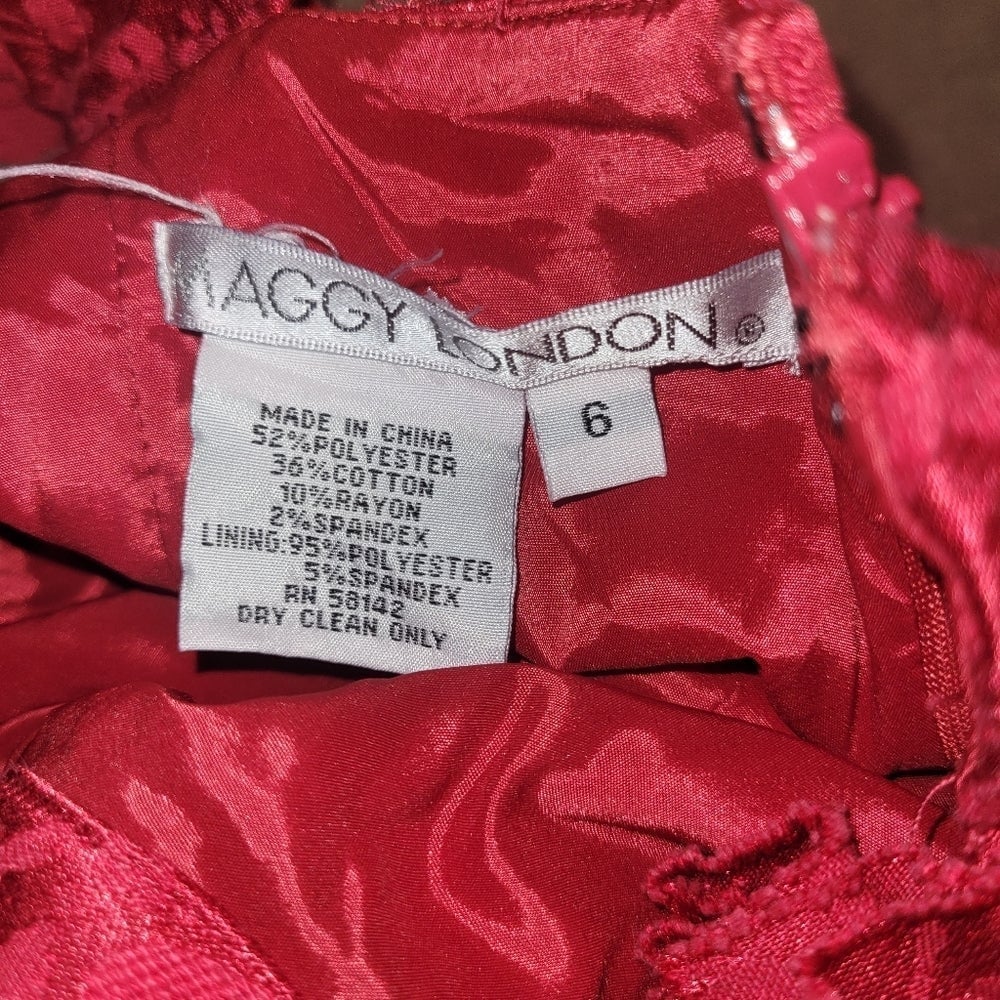 MAGGY LONDON ®
6
MADE IN CHINA
52%POLYESTER
36%COTTON
10%RAYON
2%SPANDEX
LINING:95%POLYESTER
5%SPANDEX
RN 58142
DRY CLEAN ONLY